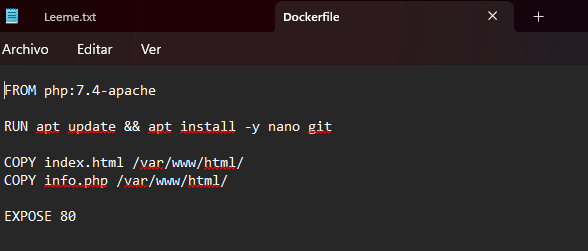 Leeme.txt
Dockerfile
Archivo
Editar
Ver
FROM php:7.4-apache
RUN apt update && apt install -y nano git
COPY index.html /var/www/html/
COPY info.php /var/www/html/
EXPOSE 80